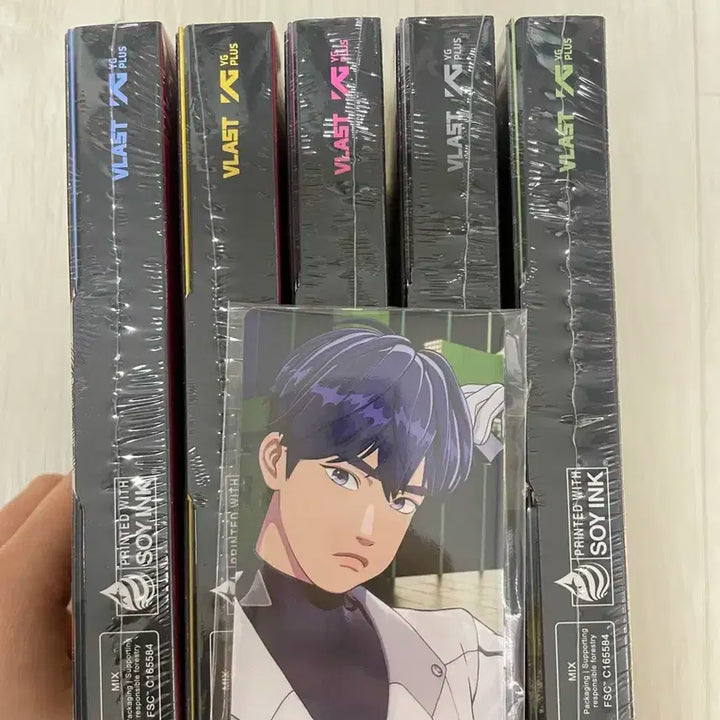 VLAST YG PLUS
VLAST YG PLUS
VLAST YG PLUS
VLAST YG PLUS
VLAST YG PLUS
PRINTED WITH
SOY INK
MIX
Packaging | Supporting
responsible forestry
FSC™ C165584
PRINTED WITH
MIX
PRINTED WITH
SOY INK
MIX
Packaging | Supporting
responsible forestry
FSC™ C165584